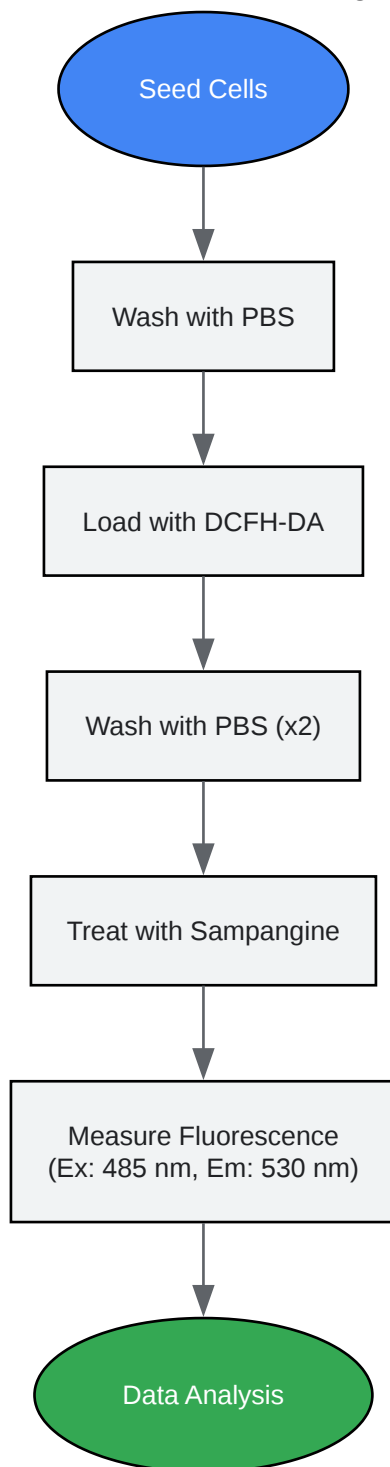 Seed Cells
Wash with PBS
Load with DCFH-DA
Wash with PBS (x2)
Treat with Sampangine
Measure Fluorescence
(Ex: 485 nm, Em: 530 nm)
Data Analysis